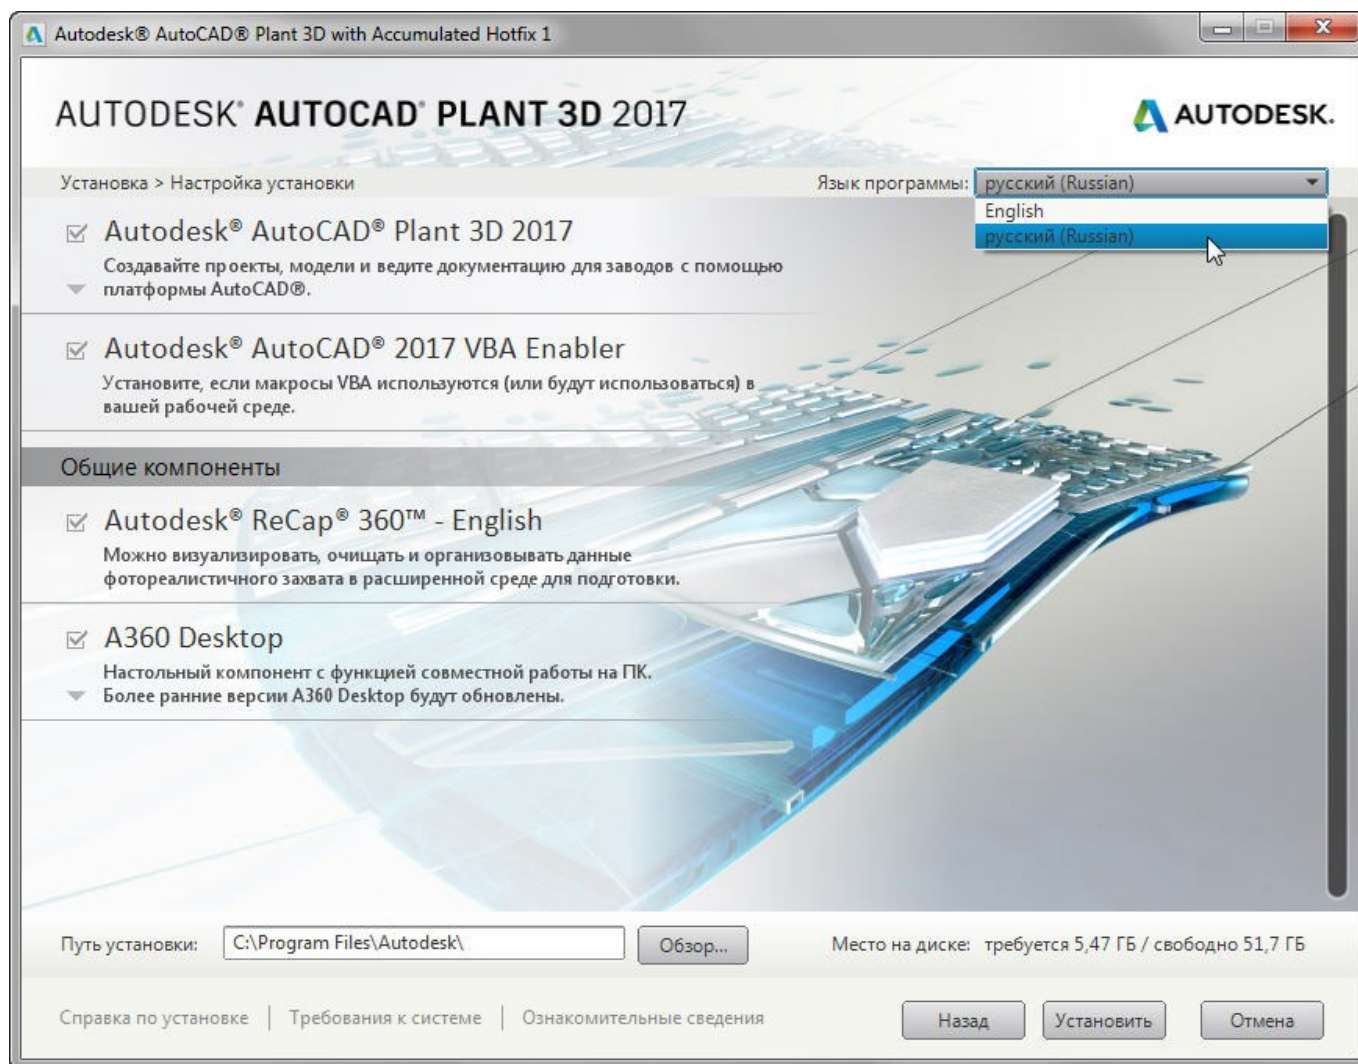 Autodesk® AutoCAD® Plant 3D with Accumulated Hotfix 1
AUTODESK® AUTOCAD® PLANT 3D 2017
AUTODESK.
Установка > Настройка установки
Язык программы: русский (Russian)
English
русский (Russian)
Autodesk® AutoCAD® Plant 3D 2017
Создавайте проекты, модели и ведите документацию для заводов с помощью
платформы AutoCAD®.
Autodesk® AutoCAD® 2017 VBA Enabler
Установите, если макросы VBA используются (или будут использоваться) в
вашей рабочей среде.
Общие компоненты
Autodesk® ReCap® 360™ - English
Можно визуализировать, очищать и организовывать данные
фотореалистичного захвата в расширенной среде для подготовки.
A360 Desktop
Настольный компонент с функцией совместной работы на ПК.
Более ранние версии A360 Desktop будут обновлены.
Путь установки: C:\Program Files\Autodesk\ Обзор... Место на диске: требуется 5,47 ГБ / свободно 51,7 ГБ
Справка по установке | Требования к системе | Ознакомительные сведения Назад Установить Отмена